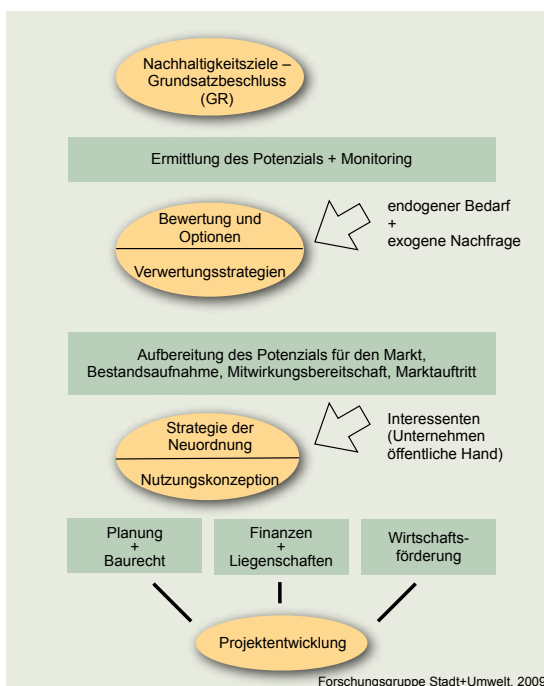 Nachhaltigkeitsziele –
Grundsatzbeschluss
(GR)
Ermittlung des Potenzials + Monitoring
Bewertung und
Optionen
Verwertungsstrategien
endogener Bedarf
+
exogene Nachfrage
Aufbereitung des Potenzials für den Markt,
Bestandsaufnahme, Mitwirkungsbereitschaft, Marktauftritt
Strategie der
Neuordnung
Nutzungskonzeption
Interessenten
(Unternehmen
öffentliche Hand)
Planung
+
Baurecht
Finanzen
+
Liegenschaften
Wirtschafts-
förderung
Projektentwicklung
Forschungsgruppe Stadt+Umwelt, 2009